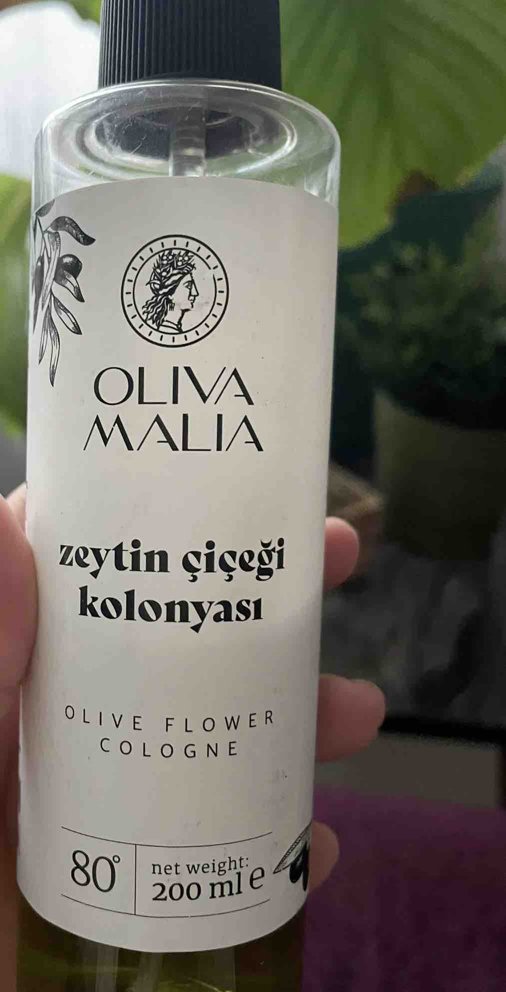 OLIVA
MALIA
zeytin çiçeği
kolonyası
OLIVE FLOWER
COLOGNE
80°
net weight:
200 ml e